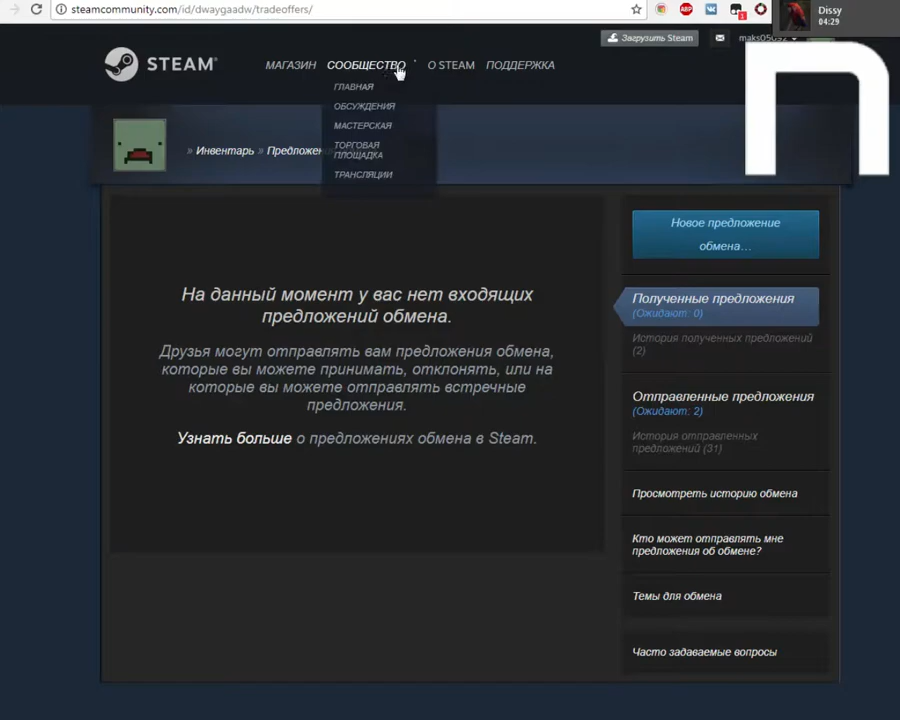 steamcommunity.com/id/dwaygaadw/tradeoffers/
ABP
1
Dissy
04:29
Загрузить Steam
STEAM
МАГАЗИН СООБЩЕСТВО О STEAM ПОДДЕРЖКА
ГЛАВНАЯ
ОБСУЖДЕНИЯ
МАСТЕРСКАЯ
ТОРГОВАЯ
ПЛОЩАДКА
ТРАНСЛЯЦИИ
» Инвентарь »
Новое предложение
обмена…
На данный момент у вас нет входящих
предложений обмена.
Друзья могут отправлять вам предложения обмена,
которые вы можете принимать, отклонять, или на
которые вы можете отправлять встречные
предложения.
Узнать больше о предложениях обмена в Steam.
Полученные предложения
(Ожидают: 0)
История полученных предложений
(2)
Отправленные предложения
(Ожидают: 2)
История отправленных
предложений (31)
Просмотреть историю обмена
Кто может отправлять мне
предложения об обмене?
Темы для обмена
Часто задаваемые вопросы